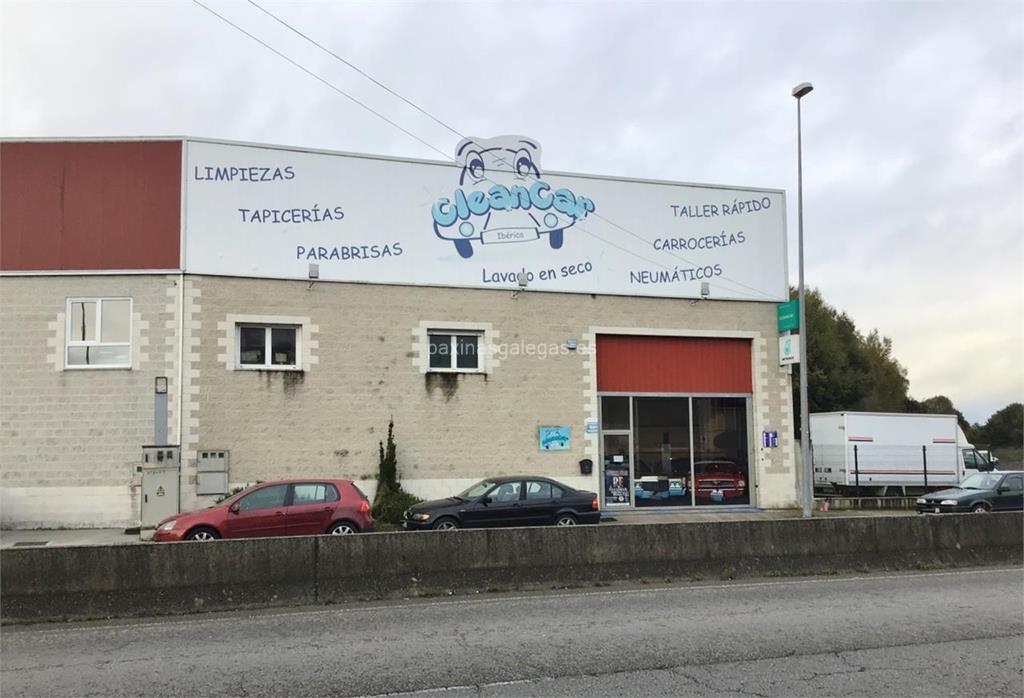 LIMPIEZAS
TAPICERÍAS
PARABRISAS
CleanCar
Ibérica
Lavado en seco
TALLER RÁPIDO
CARROCERÍAS
NEUMÁTICOS
paxinasgalegas.es